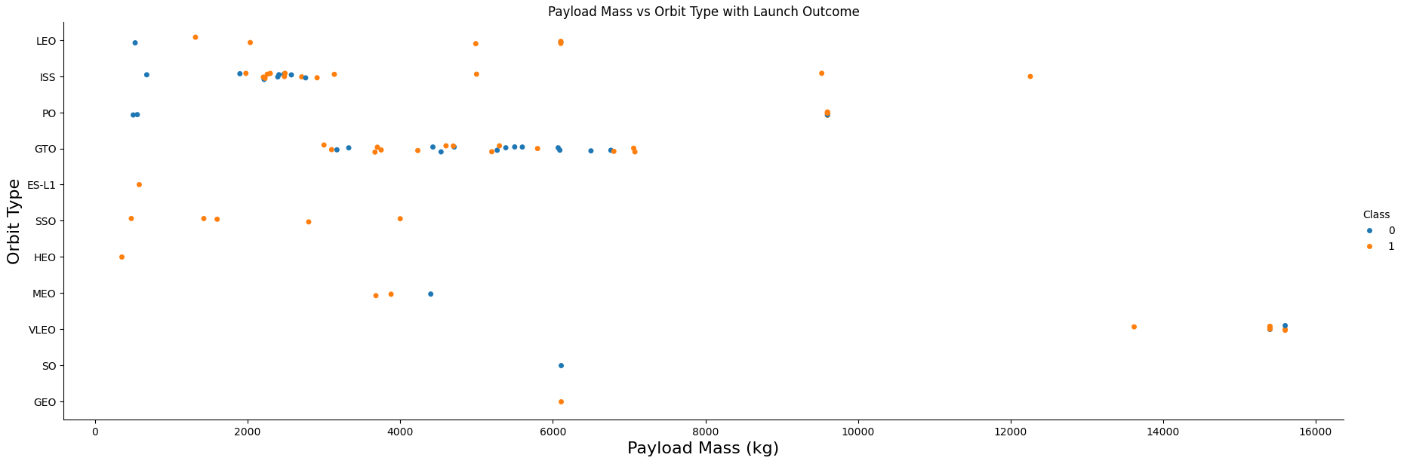 Payload Mass vs Orbit Type with Launch Outcome
Orbit Type
LEO
ISS
PO
GTO
ES-L1
SSO
HEO
MEO
VLEO
SO
GEO
0 2000 4000 6000 8000 10000 12000 14000 16000
Payload Mass (kg)
Class
0
1